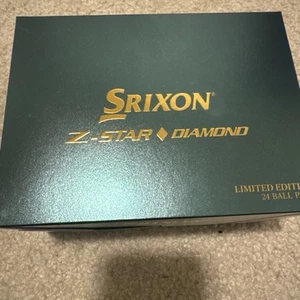 SRIXON®
Z-STAR ♦ DIAMOND
LIMITED EDITI
24 BALL P